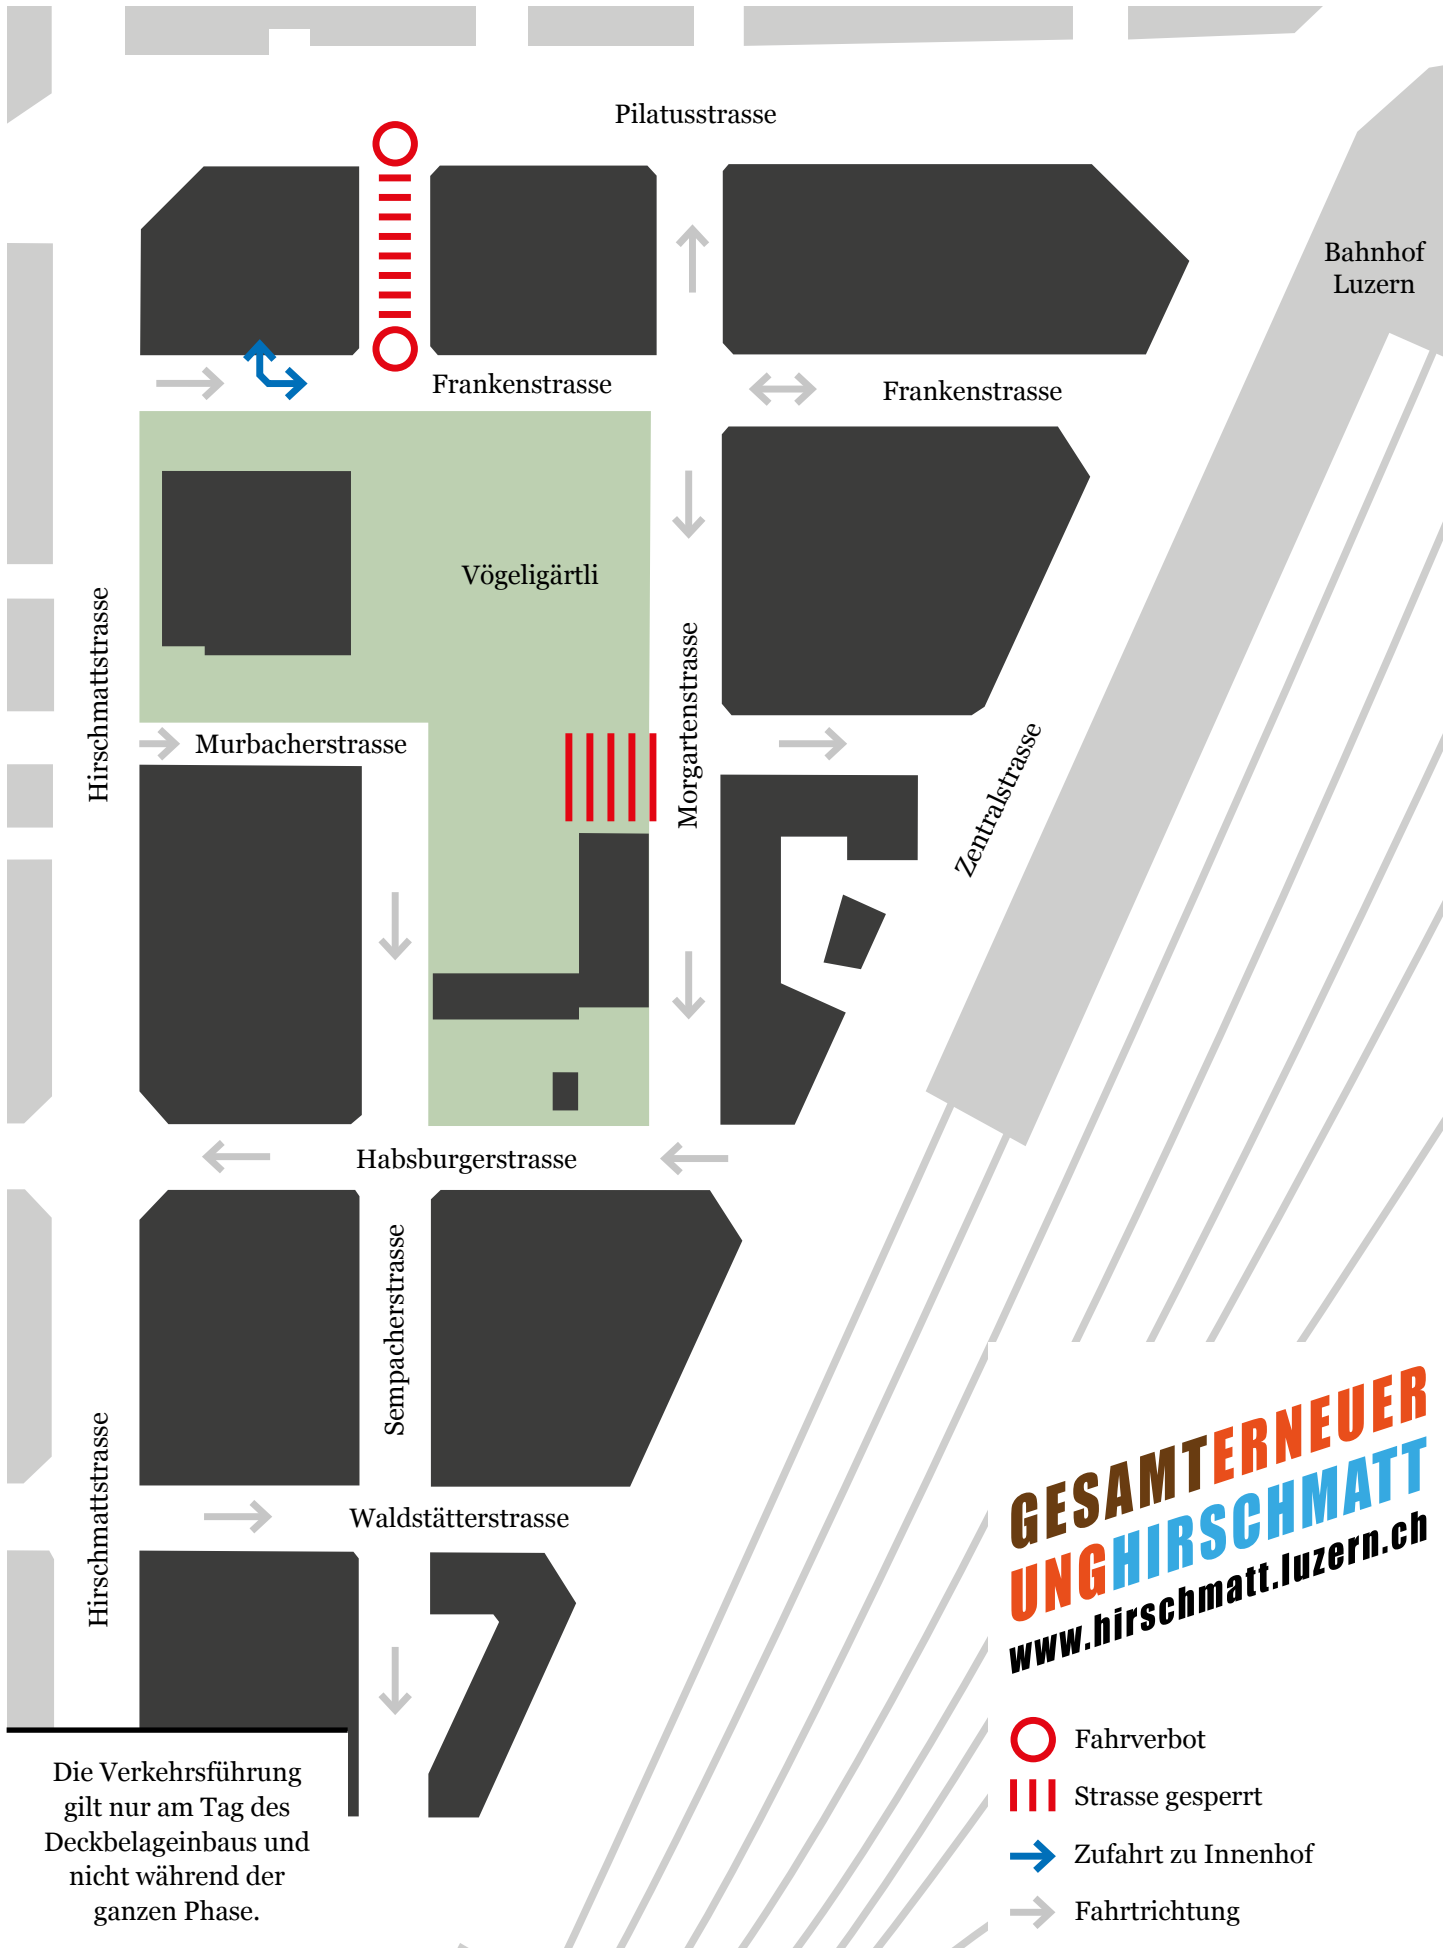 Pilatusstrasse
Bahnhof
Luzern
Frankenstrasse
Frankenstrasse
Vögeligärtli
Hirschmattstrasse
Murbacherstrasse
Morgartenstrasse
Zentralstrasse
Habsburgerstrasse
Sempacherstrasse
Hirschmattstrasse
Waldstätterstrasse
GESAMTERNEUER
UNGHIRSCHMATT
www.hirschmatt.luzern.ch
Fahrverbot
Strasse gesperrt
Zufahrt zu Innenhof
Fahrtrichtung
Die Verkehrsführung
gilt nur am Tag des
Deckbelageinbaus und
nicht während der
ganzen Phase.